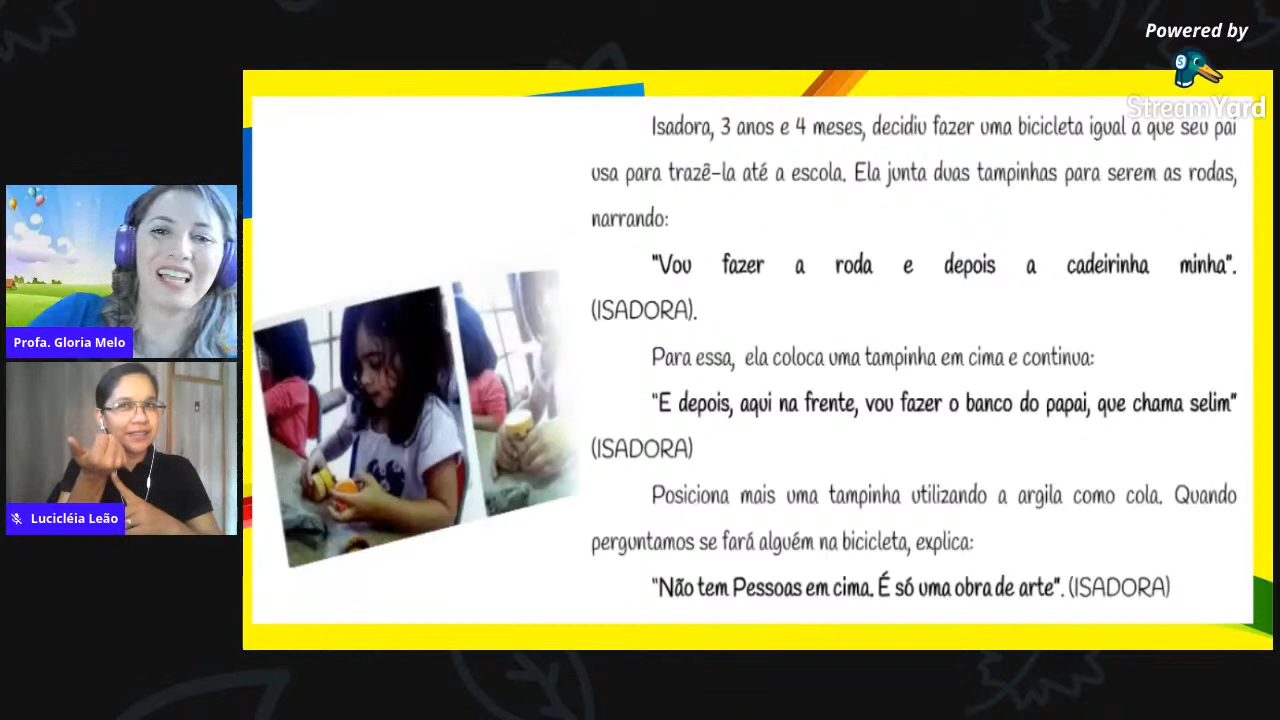 Powered by
StreamYard
Isadora, 3 anos e 4 meses, decidiu fazer uma bicicleta igual a que seu pai
usa para trazê-la até a escola. Ela junta duas tampinhas para serem as rodas,
narrando:
"Vou fazer a roda e depois a cadeirinha minha".
(ISADORA).
Para essa, ela coloca uma tampinha em cima e continua:
"E depois, aqui na frente, vou fazer o banco do papai, que chama selim"
(ISADORA)
Posiciona mais uma tampinha utilizando a argila como cola. Quando
perguntamos se fará alguém na bicicleta, explica:
"Não tem Pessoas em cima. É só uma obra de arte". (ISADORA)
Profa. Gloria Melo
Lucicléia Leão